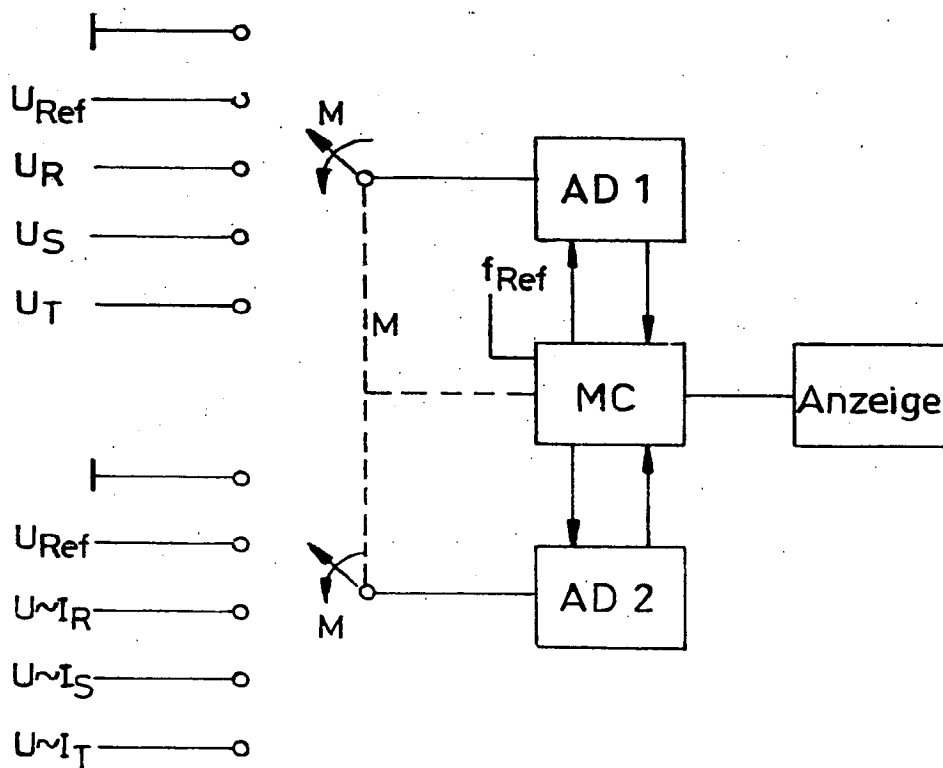 U_Ref
U_R
U_S
U_T
M
AD 1
f_Ref
M
MC
Anzeige
U_Ref
U~I_R
U~I_S
U~I_T
M
AD 2